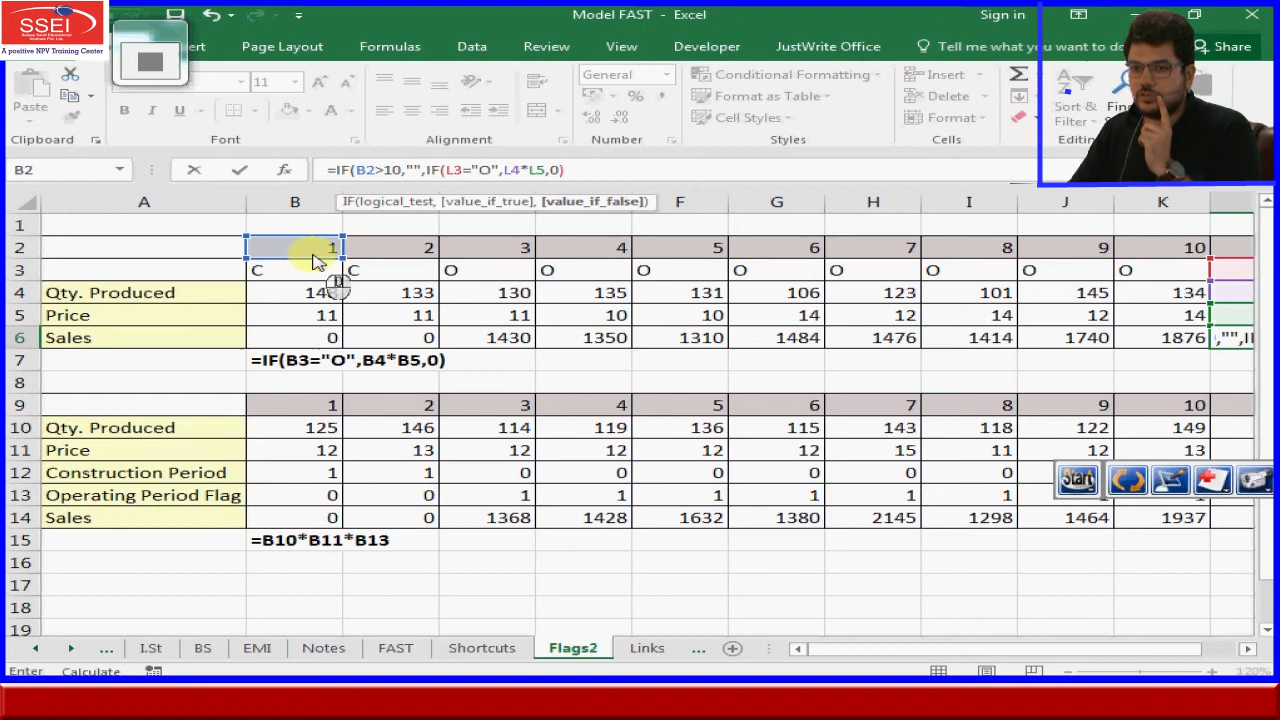 SSEI
A positive NPV Training Center
Model FAST - Excel
Sign in
Page Layout Formulas Data Review View Developer JustWrite Office Tell me what you want to do Share
Paste
11
General
Conditional Formatting
Format as Table
Cell Styles
Insert
Delete
Format
Sort &
Filter
Clipboard Font Alignment Number Styles Cells
B2 =IF(B2>10,"",IF(L3="O",L4*L5,0)
IF(logical_test, [value_if_true], [value_if_false])
A B F G H I J K
1
2 1 2 3 4 5 6 7 8 9 10
3 C C O O O O O O O O
4 Qty. Produced 133 130 135 131 106 123 101 145 134
5 Price 11 11 11 10 10 14 12 14 12 14
6 Sales 0 0 1430 1350 1310 1484 1476 1414 1740 1876
7 =IF(B3="O",B4*B5,0)
8
9 1 2 3 4 5 6 7 8 9 10
10 Qty. Produced 125 146 114 119 136 115 143 118 122 149
11 Price 12 13 12 12 12 12 15 11 12 13
12 Construction Period 1 1 0 0 0 0 0 0
13 Operating Period Flag 0 0 1 1 1 1 1 1
14 Sales 0 0 1368 1428 1632 1380 2145 1298 1464 1937
15 =B10*B11*B13
16
17
18
19
... I.St BS EMI Notes FAST Shortcuts Flags2 Links ...
Enter Calculate 120%
Start